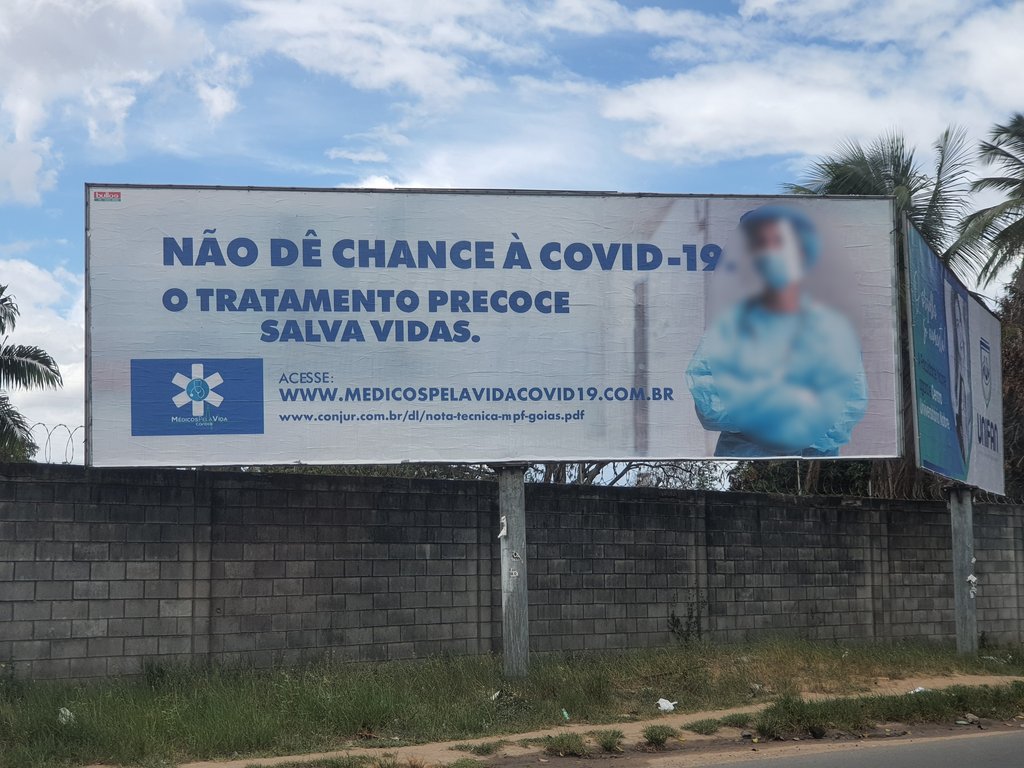 NÃO DÊ CHANCE À COVID-19.
O TRATAMENTO PRECOCE
SALVA VIDAS.
MÉDICOS PELA VIDA
ACESSE:
WWW.MEDICOSPELAVIDACOVID19.COM.BR
www.conjur.com.br/dl/nota-tecnica-mpf-goias.pdf
UNIFAN